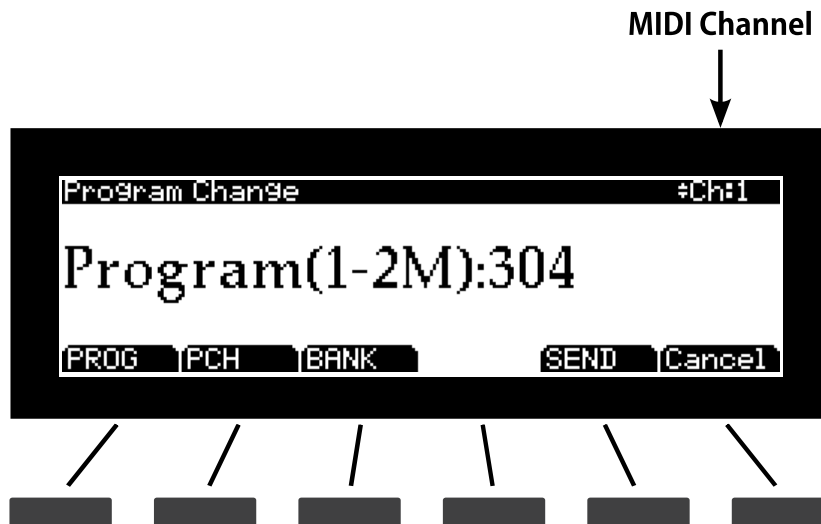 MIDI Channel
Program Change ÷Ch:1
Program(1-2M):304
PROG PCH BANK SEND Cancel